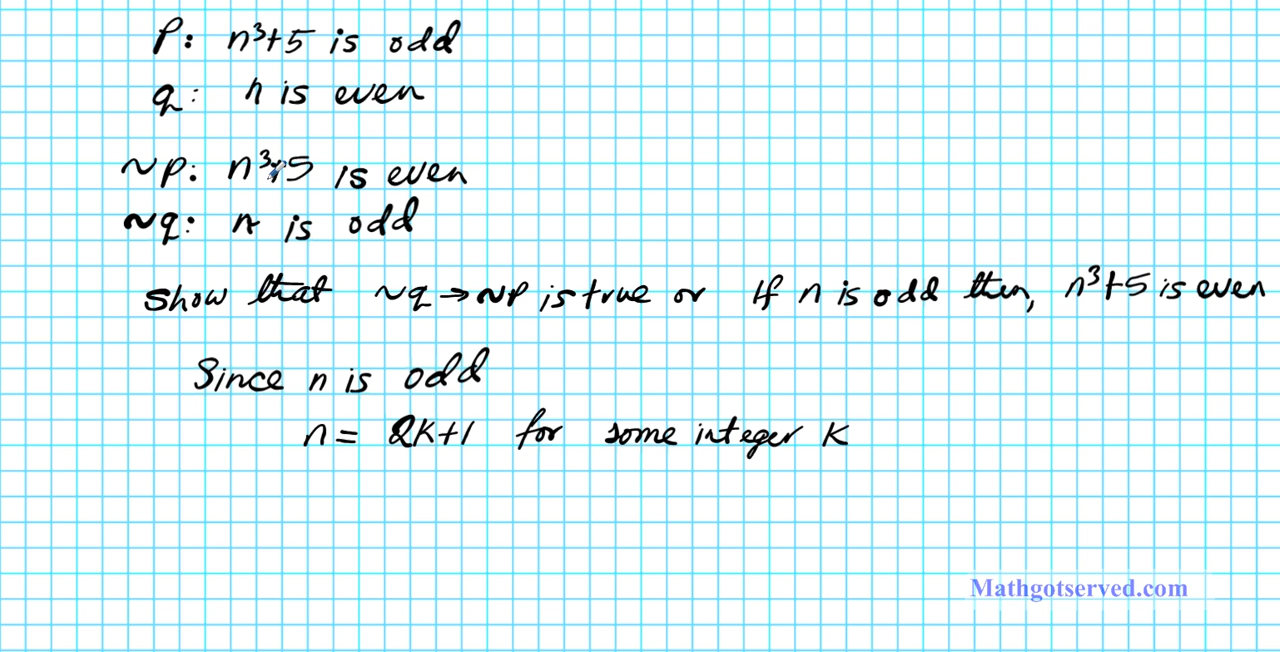 P: n³+5 is odd
q: n is even
~P: n³+5 is even
~q: n is odd
Show that ~q → ~P is true or If n is odd then, n³+5 is even
Since n is odd
n = 2K+1 for some integer K
Mathgotserved.com